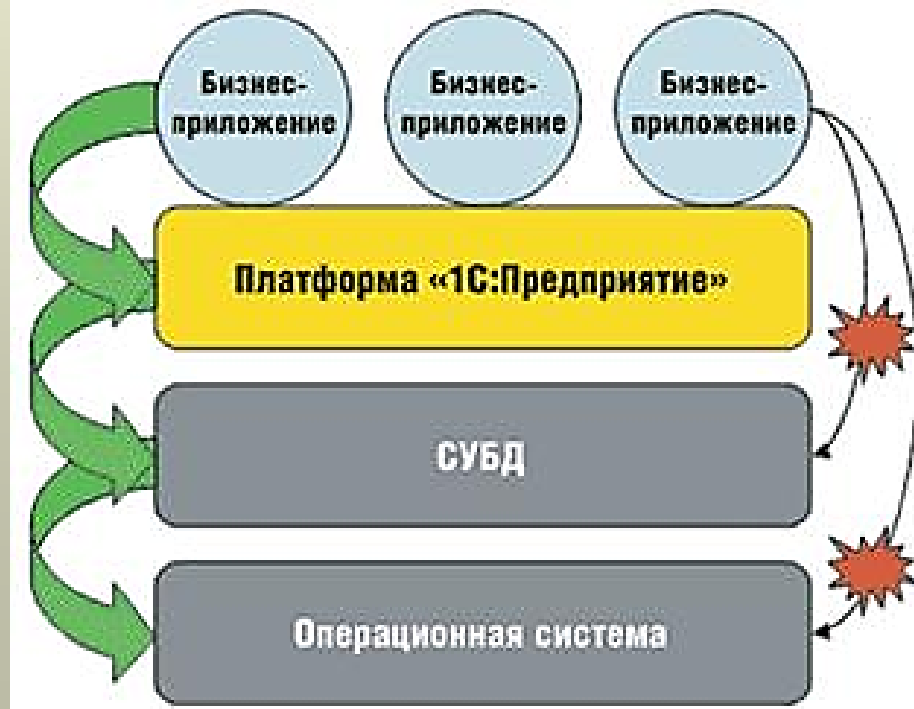 Бизнес-
приложение
Бизнес-
приложение
Бизнес-
приложение
Платформа «1С:Предприятие»
СУБД
Операционная система